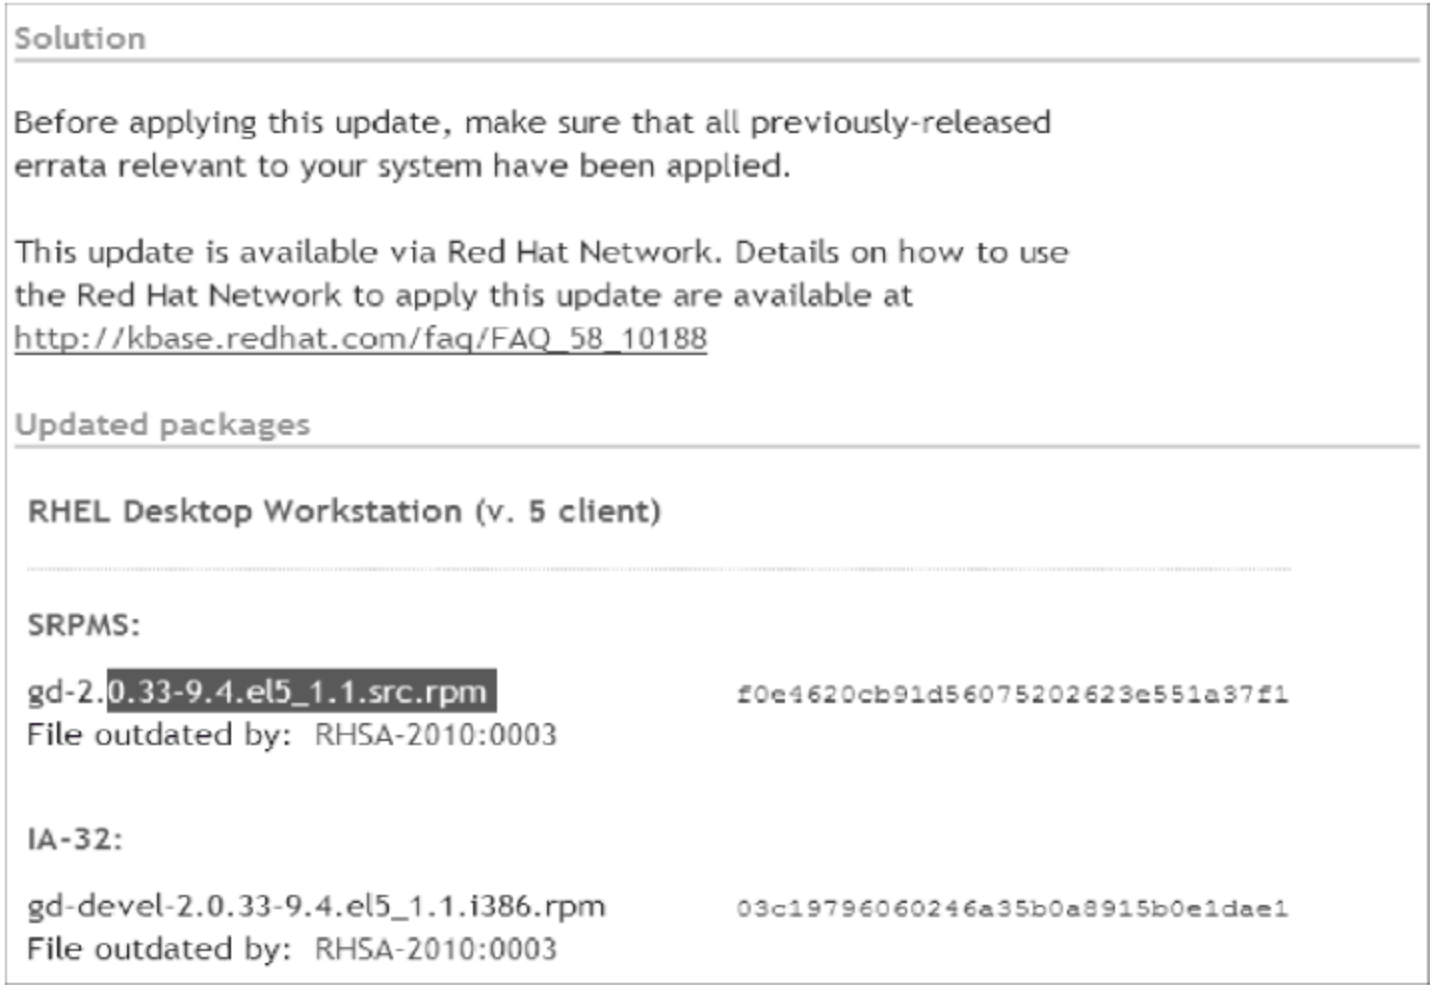 Solution
Before applying this update, make sure that all previously-released
errata relevant to your system have been applied.
This update is available via Red Hat Network. Details on how to use
the Red Hat Network to apply this update are available at
http://kbase.redhat.com/faq/FAQ_58_10188
Updated packages
RHEL Desktop Workstation (v. 5 client)
SRPMS:
gd-2.0.33-9.4.el5_1.1.src.rpm f0e4620cb91d56075202623e551a37f1
File outdated by: RHSA-2010:0003
IA-32:
gd-devel-2.0.33-9.4.el5_1.1.i386.rpm 03c19796060246a35b0a8915b0e1dae1
File outdated by: RHSA-2010:0003